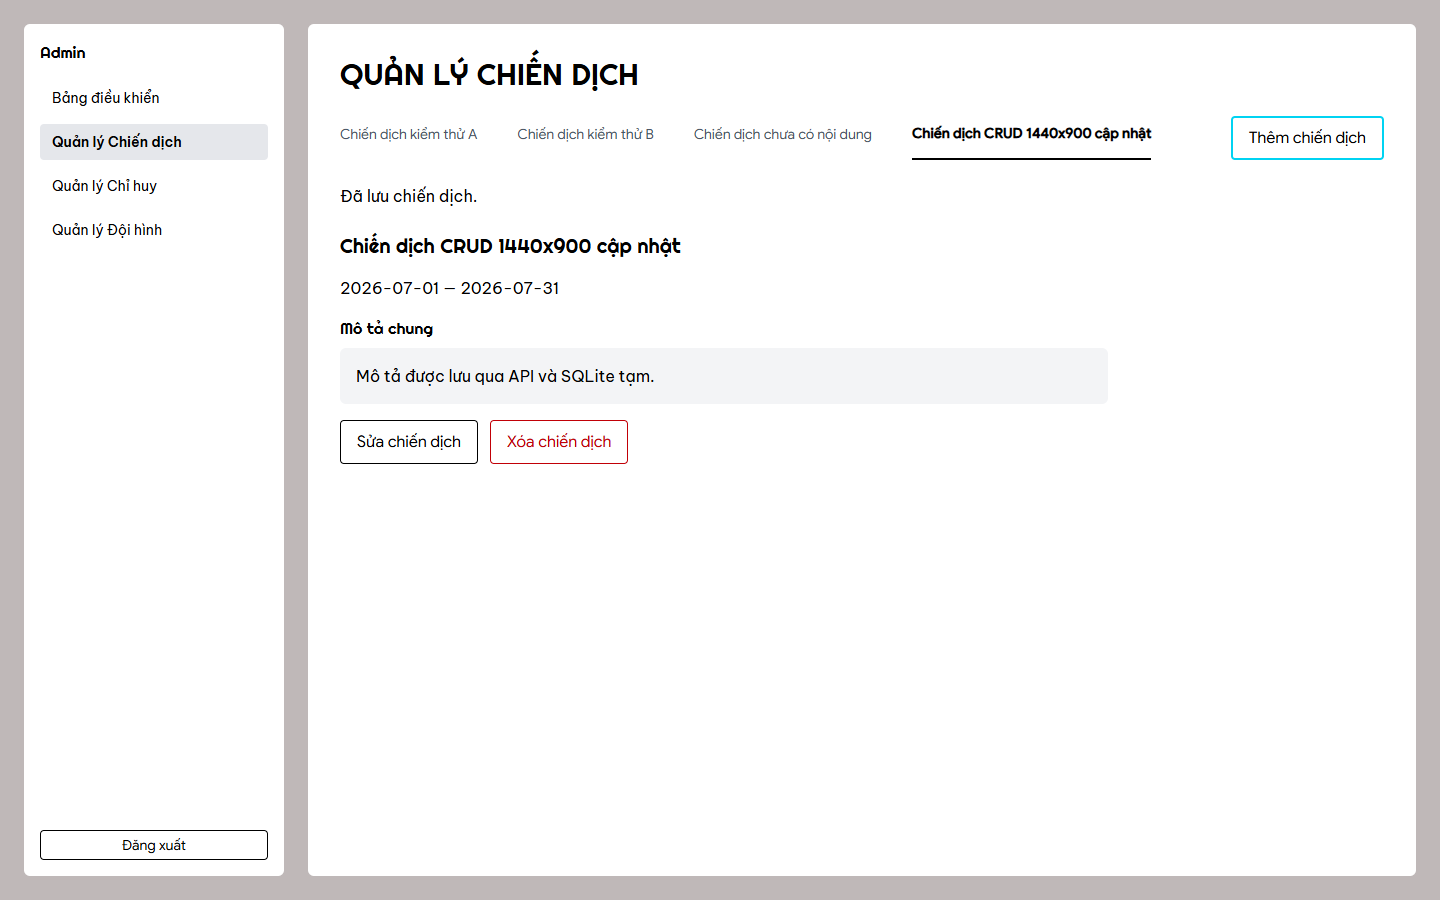 Admin
Bảng điều khiển
Quản lý Chiến dịch
Quản lý Chỉ huy
Quản lý Đội hình
Đăng xuất
QUẢN LÝ CHIẾN DỊCH
Chiến dịch kiểm thử A
Chiến dịch kiểm thử B
Chiến dịch chưa có nội dung
Chiến dịch CRUD 1440x900 cập nhật
Thêm chiến dịch
Đã lưu chiến dịch.
Chiến dịch CRUD 1440x900 cập nhật
2026-07-01 — 2026-07-31
Mô tả chung
Mô tả được lưu qua API và SQLite tạm.
Sửa chiến dịch
Xóa chiến dịch